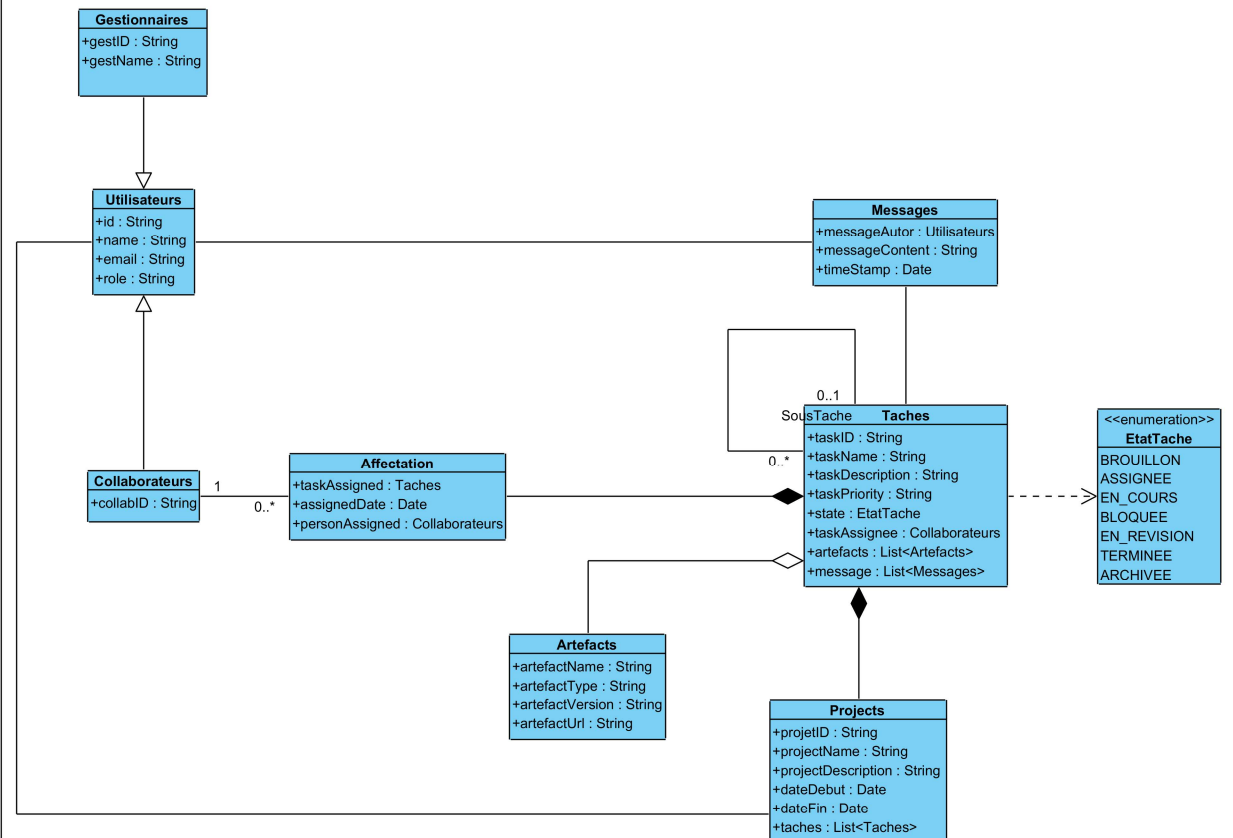 Gestionnaires
+gestID : String
+gestName : String
Utilisateurs
+id : String
+name : String
+email : String
+role : String
Messages
+messageAutor : Utilisateurs
+messageContent : String
+timeStamp : Date
0..1
SousTache
0..*
Taches
+taskID : String
+taskName : String
+taskDescription : String
+taskPriority : String
+state : EtatTache
+taskAssignee : Collaborateurs
+artefacts : List<Artefacts>
+message : List<Messages>
<<enumeration>>
EtatTache
BROUILLON
ASSIGNEE
EN_COURS
BLOQUEE
EN_REVISION
TERMINEE
ARCHIVEE
Collaborateurs
+collabID : String
1
0..*
Affectation
+taskAssigned : Taches
+assignedDate : Date
+personAssigned : Collaborateurs
Artefacts
+artefactName : String
+artefactType : String
+artefactVersion : String
+artefactUrl : String
Projects
+projetID : String
+projectName : String
+projectDescription : String
+dateDebut : Date
+dateFin : Date
+taches : List<Taches>